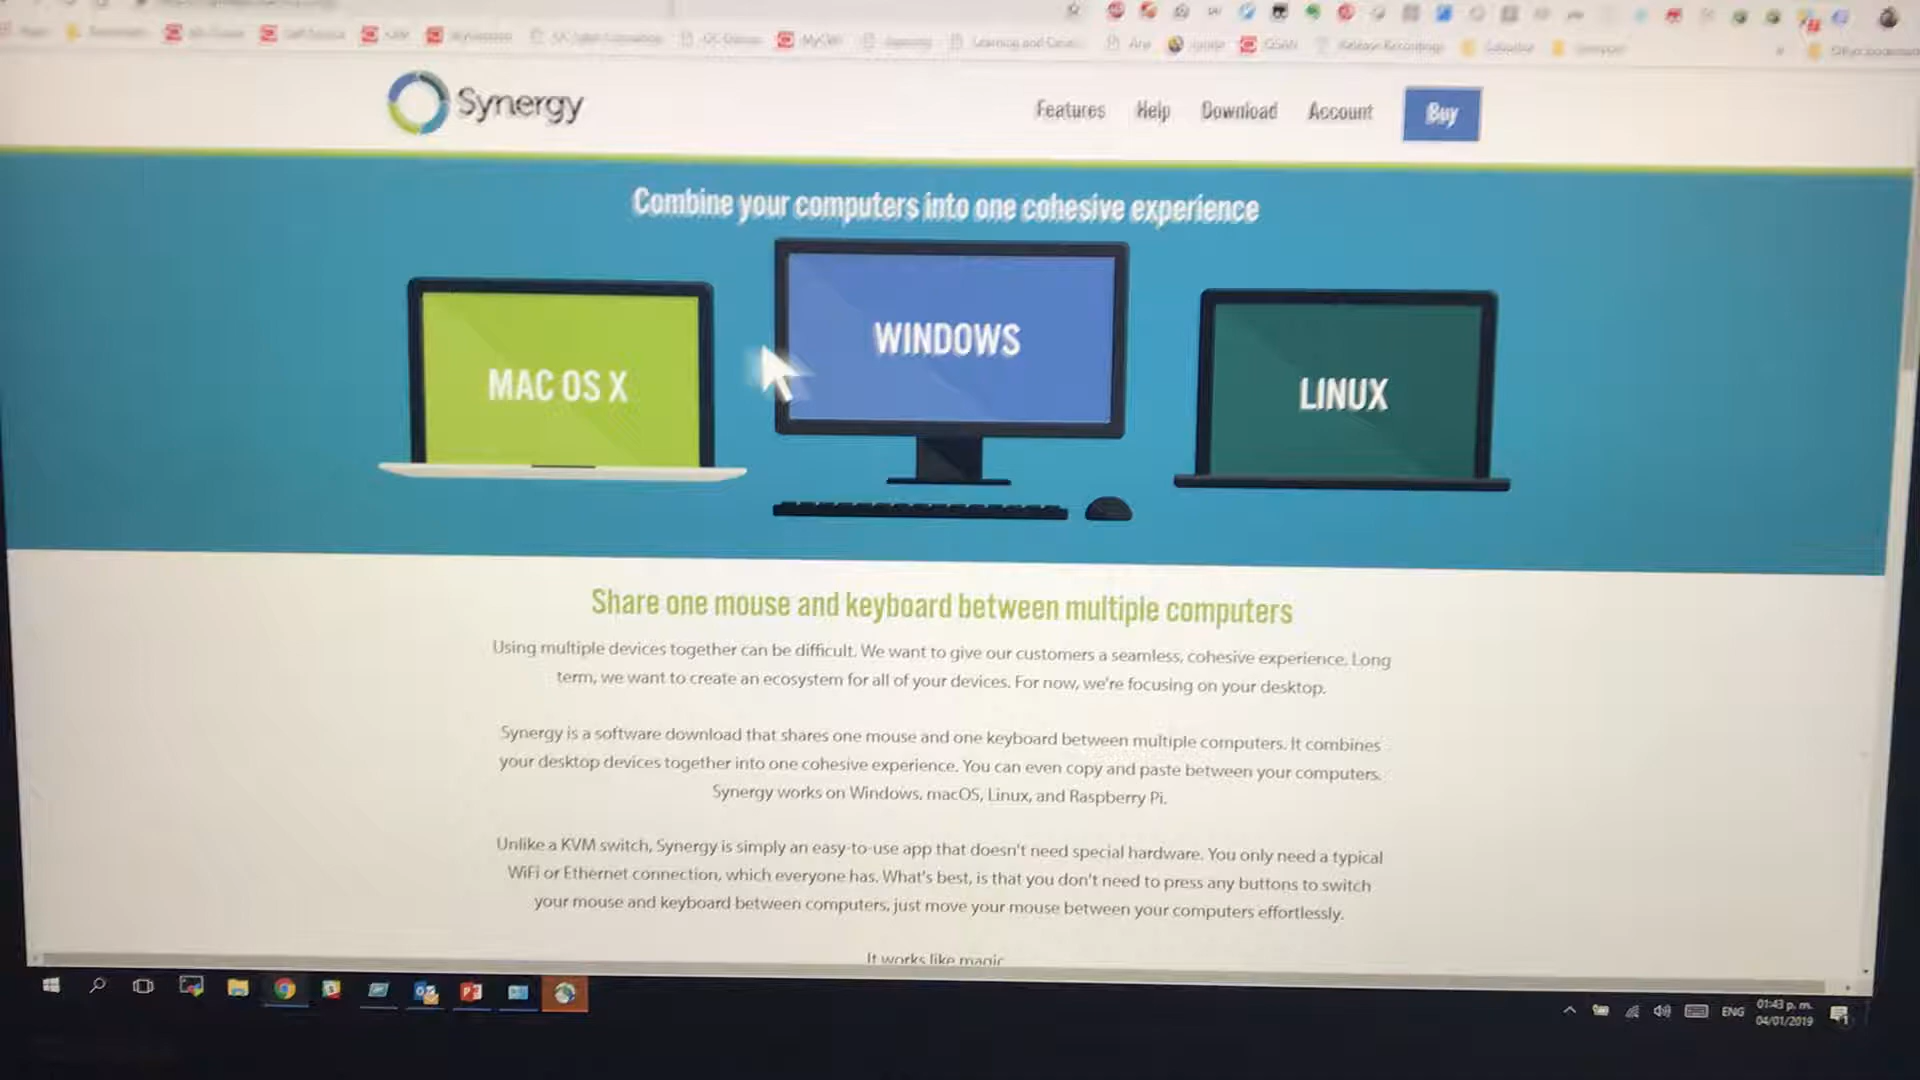 Synergy
Features Help Download Account Buy
Combine your computers into one cohesive experience
MAC OS X
WINDOWS
LINUX
Share one mouse and keyboard between multiple computers
Using multiple devices together can be difficult. We want to give our customers a seamless, cohesive experience. Long
term, we want to create an ecosystem for all of your devices. For now, we're focusing on your desktop.
Synergy is a software download that shares one mouse and one keyboard between multiple computers. It combines
your desktop devices together into one cohesive experience. You can even copy and paste between your computers.
Synergy works on Windows, macOS, Linux, and Raspberry Pi.
Unlike a KVM switch, Synergy is simply an easy-to-use app that doesn't need special hardware. You only need a typical
WiFi or Ethernet connection, which everyone has. What's best, is that you don't need to press any buttons to switch
your mouse and keyboard between computers, just move your mouse between your computers effortlessly.
It works like magic
ENG
01:43 p. m.
04/01/2019